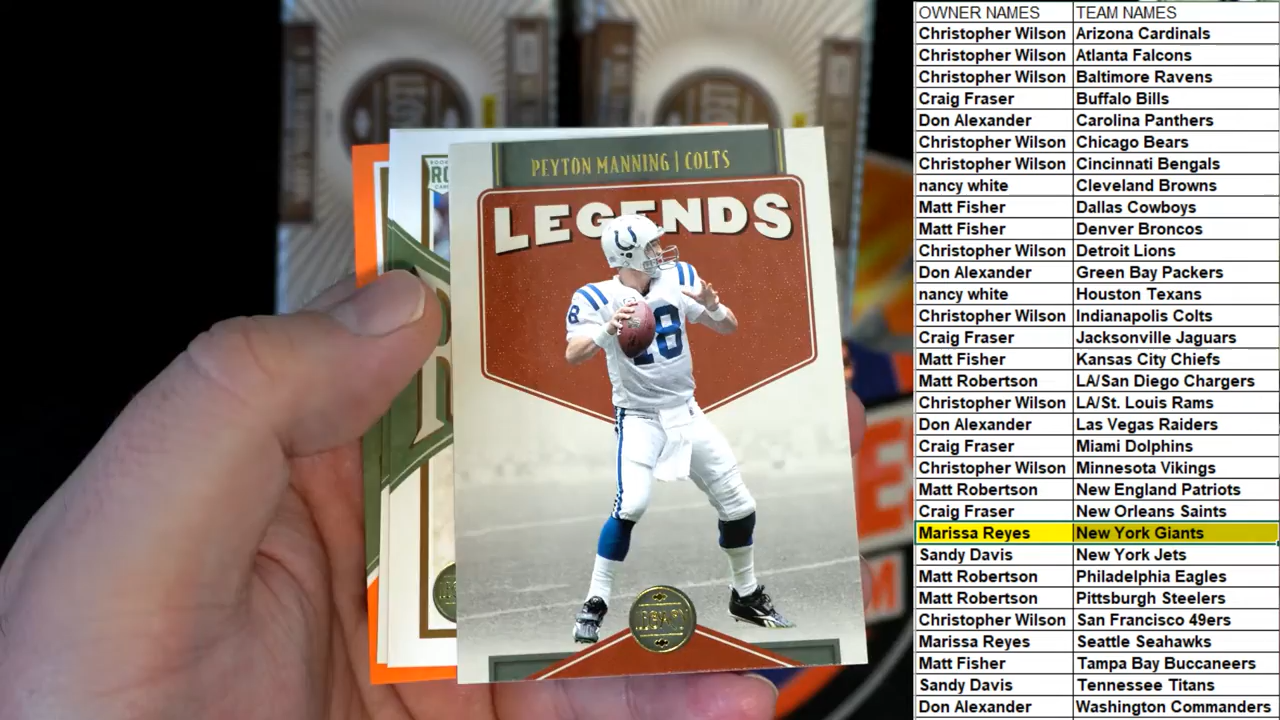 PEYTON MANNING | COLTS
LEGENDS
18
8
LEGACY
OWNER NAMES TEAM NAMES
Christopher Wilson Arizona Cardinals
Christopher Wilson Atlanta Falcons
Christopher Wilson Baltimore Ravens
Craig Fraser Buffalo Bills
Don Alexander Carolina Panthers
Christopher Wilson Chicago Bears
Christopher Wilson Cincinnati Bengals
nancy white Cleveland Browns
Matt Fisher Dallas Cowboys
Matt Fisher Denver Broncos
Christopher Wilson Detroit Lions
Don Alexander Green Bay Packers
nancy white Houston Texans
Christopher Wilson Indianapolis Colts
Craig Fraser Jacksonville Jaguars
Matt Fisher Kansas City Chiefs
Matt Robertson LA/San Diego Chargers
Christopher Wilson LA/St. Louis Rams
Don Alexander Las Vegas Raiders
Craig Fraser Miami Dolphins
Christopher Wilson Minnesota Vikings
Matt Robertson New England Patriots
Craig Fraser New Orleans Saints
Marissa Reyes New York Giants
Sandy Davis New York Jets
Matt Robertson Philadelphia Eagles
Matt Robertson Pittsburgh Steelers
Christopher Wilson San Francisco 49ers
Marissa Reyes Seattle Seahawks
Matt Fisher Tampa Bay Buccaneers
Sandy Davis Tennessee Titans
Don Alexander Washington Commanders